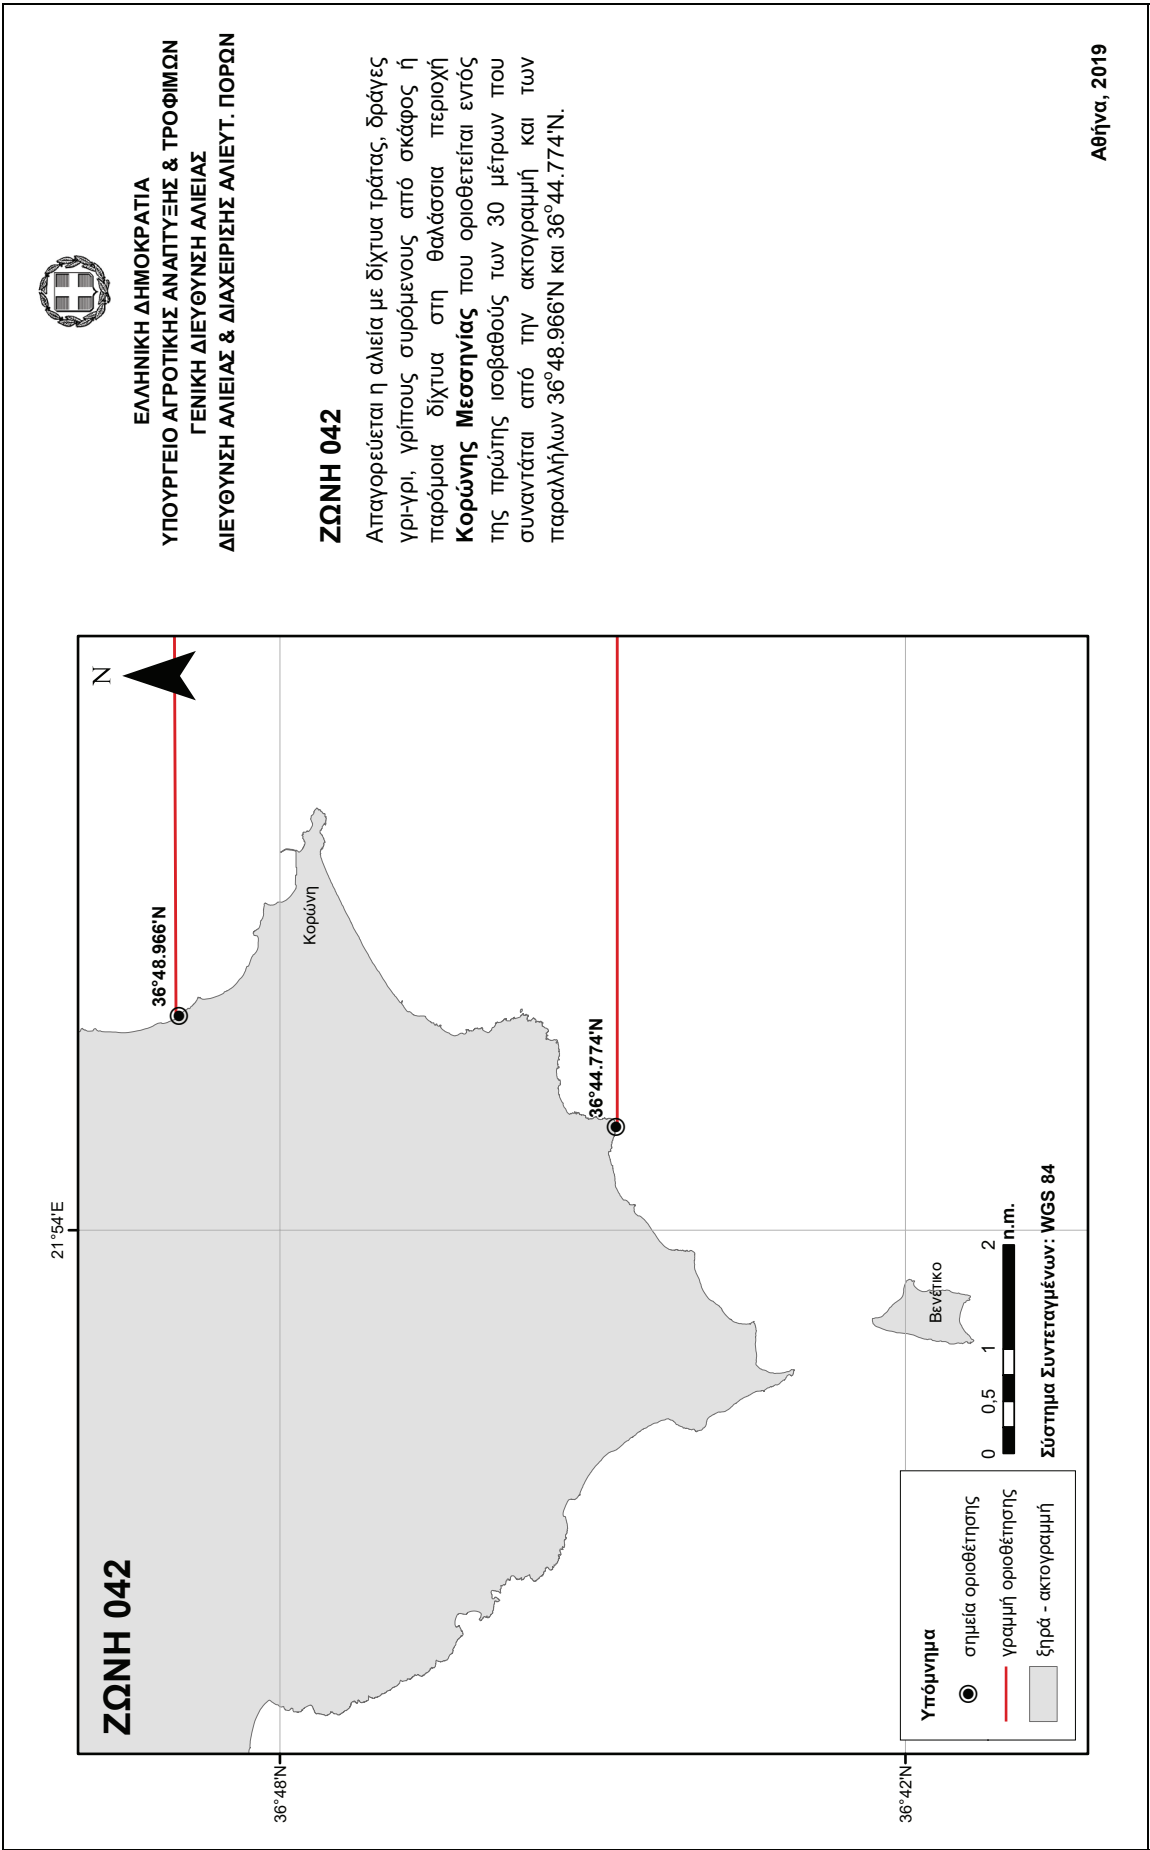 ΖΩΝΗ 042
N
21°54'E
36°48'N
36°42'N
36°48.966'N
36°44.774'N
Κορώνη
Βενέτικο
Υπόμνημα
σημεία οριοθέτησης
γραμμή οριοθέτησης
ξηρά - ακτογραμμή
0 0,5 1 2
n.m.
Σύστημα Συντεταγμένων: WGS 84
ΕΛΛΗΝΙΚΗ ΔΗΜΟΚΡΑΤΙΑ
ΥΠΟΥΡΓΕΙΟ ΑΓΡΟΤΙΚΗΣ ΑΝΑΠΤΥΞΗΣ & ΤΡΟΦΙΜΩΝ
ΓΕΝΙΚΗ ΔΙΕΥΘΥΝΣΗ ΑΛΙΕΙΑΣ
ΔΙΕΥΘΥΝΣΗ ΑΛΙΕΙΑΣ & ΔΙΑΧΕΙΡΙΣΗΣ ΑΛΙΕΥΤ. ΠΟΡΩΝ
ΖΩΝΗ 042
Απαγορεύεται η αλιεία με δίχτυα τράτας, δράγες
γρι-γρι, γρίπους συρόμενους από σκάφος ή
παρόμοια δίχτυα στη θαλάσσια περιοχή
Κορώνης Μεσσηνίας που οριοθετείται εντός
της πρώτης ισοβαθούς των 30 μέτρων που
συναντάται από την ακτογραμμή και των
παραλλήλων 36°48.966'Ν και 36°44.774'Ν.
Αθήνα, 2019